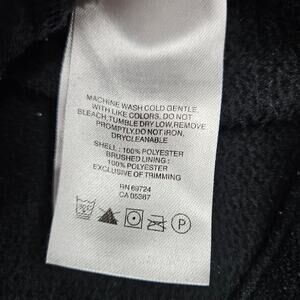 MACHINE WASH COLD GENTLE,
WITH LIKE COLORS, DO NOT
BLEACH,TUMBLE DRY LOW,REMOVE
PROMPTLY,DO NOT IRON,
DRYCLEANABLE
SHELL : 100% POLYESTER
BRUSHED LINING :
100% POLYESTER
EXCLUSIVE OF TRIMMING
RN 69724
CA 05367
30°C
P